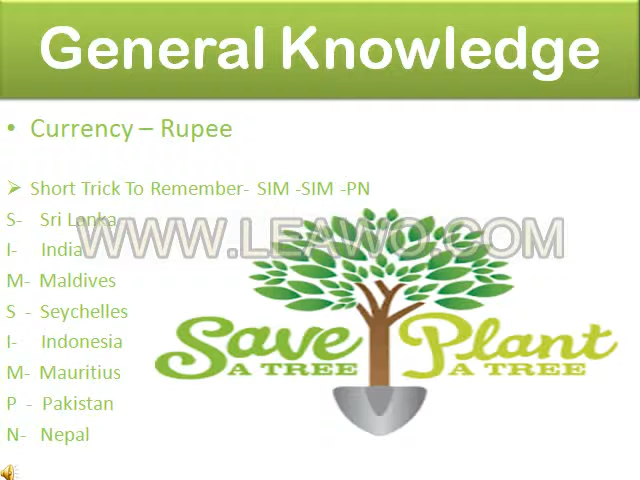 General Knowledge
• Currency – Rupee
➢ Short Trick To Remember- SIM -SIM -PN
S- Sri Lanka
WWW.LEAWO.COM
I- India
M- Maldives
S - Seychelles
I- Indonesia
Save Plant
A TREE A TREE
M- Mauritius
P - Pakistan
N- Nepal